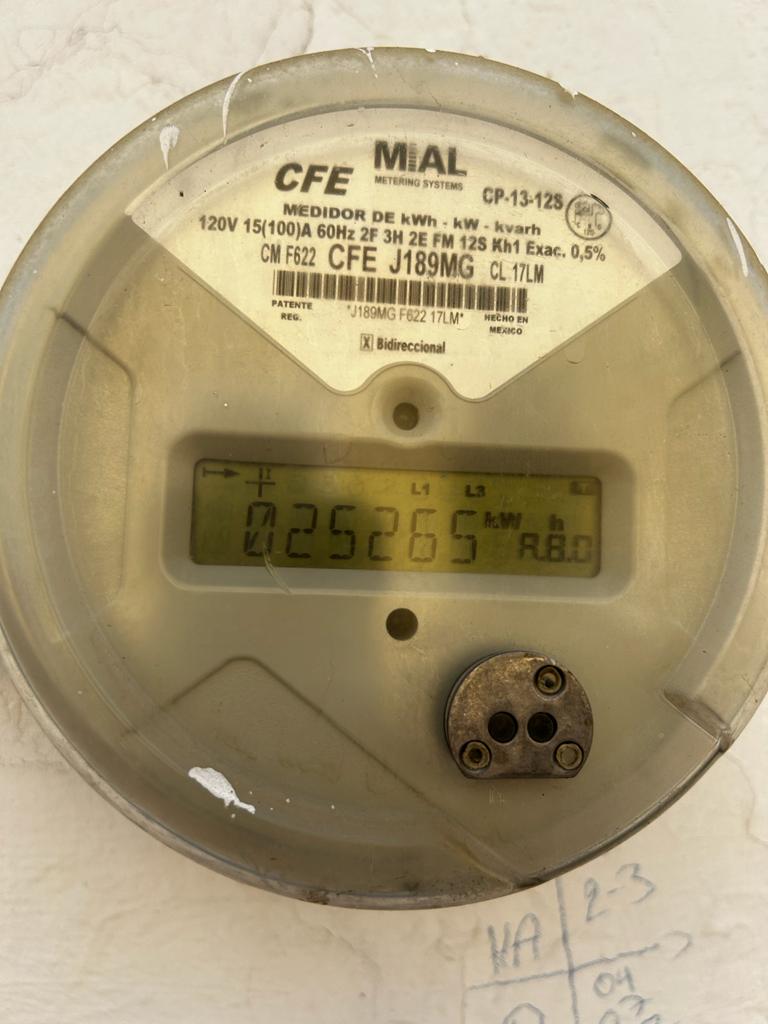 MIAL
METERING SYSTEMS
CFE
CP-13-12S
MEDIDOR DE kWh - kW - kvarh
120V 15(100)A 60Hz 2F 3H 2E FM 12S Kh1 Exac. 0,5%
CM F622 CFE J189MG CL 17LM
PATENTE REG.
*J189MG F622 17LM*
HECHO EN MEXICO
X Bidireccional
L1 L3
025265 kW h
R.B.D
2-3
04